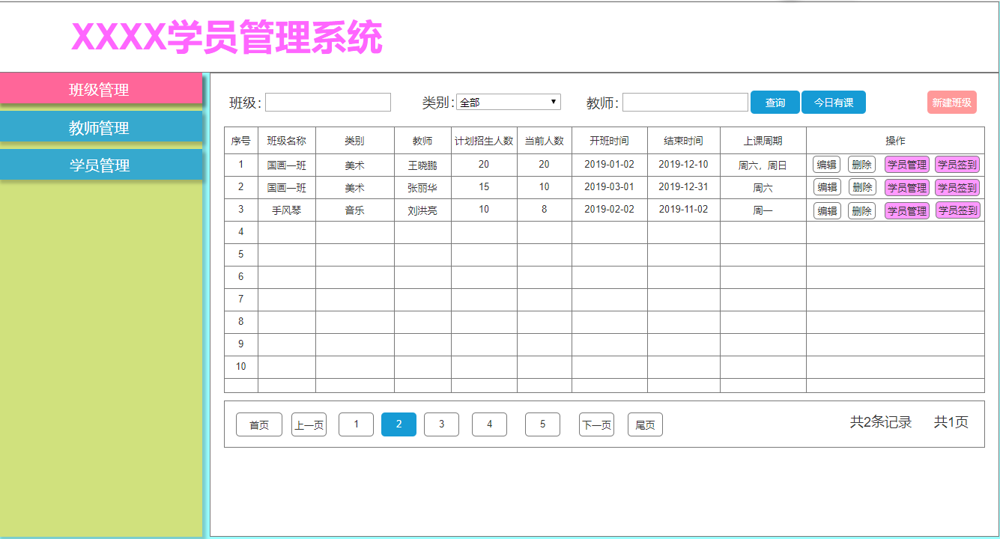 XXXX学员管理系统
班级管理
教师管理
学员管理
班级： 类别： 全部 教师： 查询 今日有课 新建班级
序号 班级名称 类别 教师 计划招生人数 当前人数 开班时间 结束时间 上课周期 操作
1 国画一班 美术 王晓鹏 20 20 2019-01-02 2019-12-10 周六，周日 编辑 删除 学员管理 学员签到
2 国画一班 美术 张丽华 15 10 2019-03-01 2019-12-31 周六 编辑 删除 学员管理 学员签到
3 手风琴 音乐 刘洪亮 10 8 2019-02-02 2019-11-02 周一 编辑 删除 学员管理 学员签到
4
5
6
7
8
9
10
首页 上一页 1 2 3 4 5 下一页 尾页 共2条记录 共1页